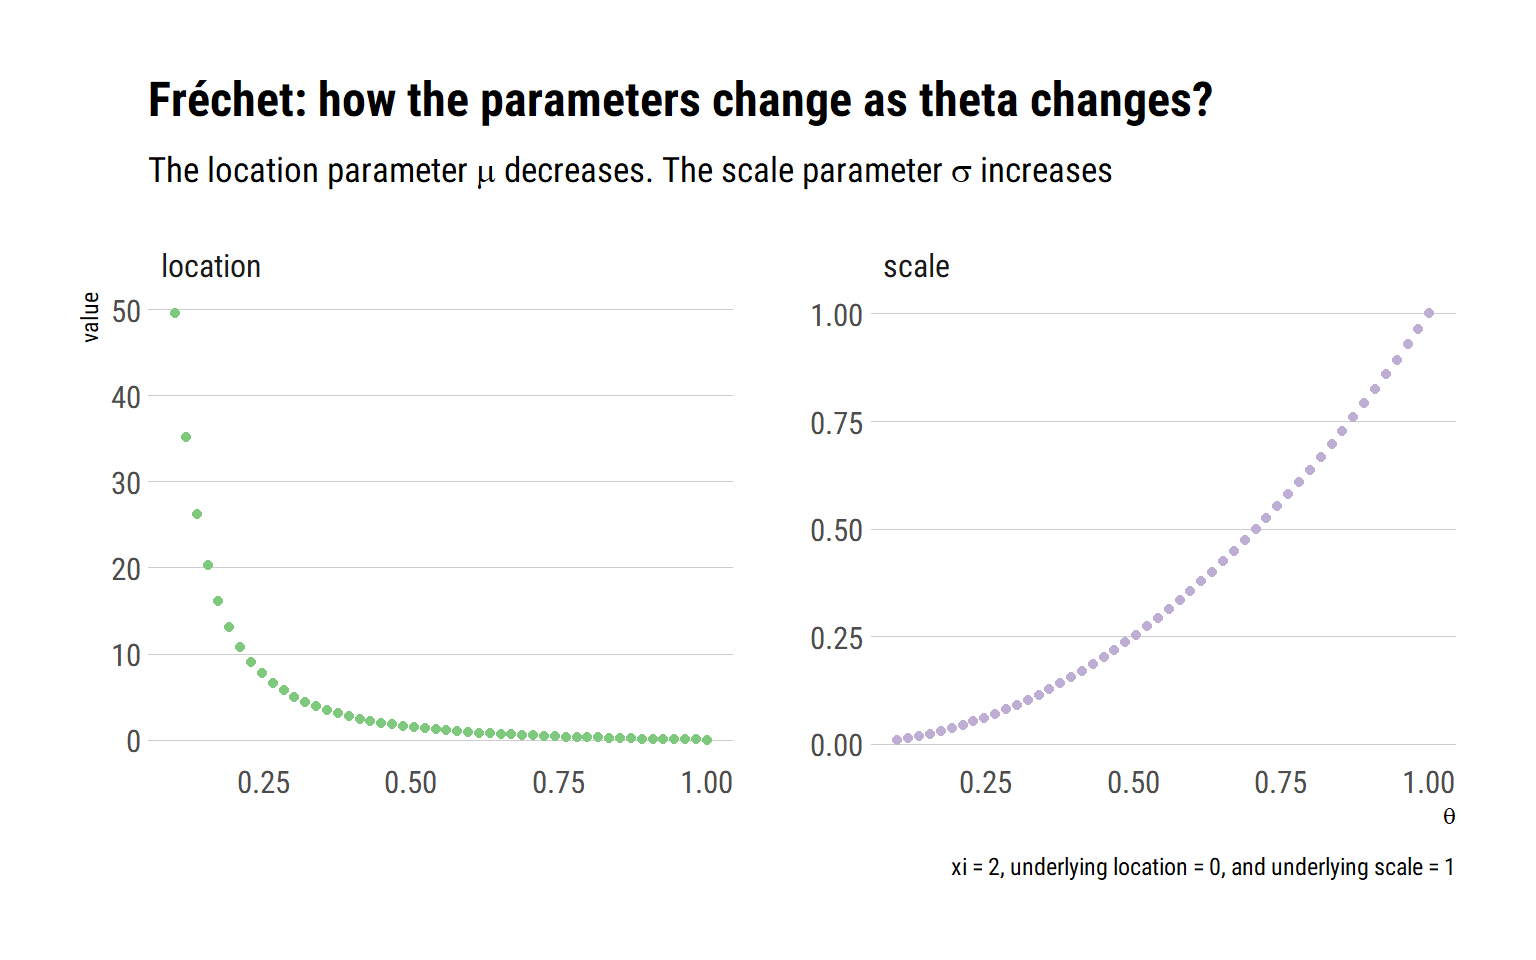 Fréchet: how the parameters change as theta changes?
The location parameter μ decreases. The scale parameter σ increases
location
scale
value
50
40
30
20
10
0
0.25 0.50 0.75 1.00
1.00
0.75
0.50
0.25
0.00
0.25 0.50 0.75 1.00
θ
xi = 2, underlying location = 0, and underlying scale = 1